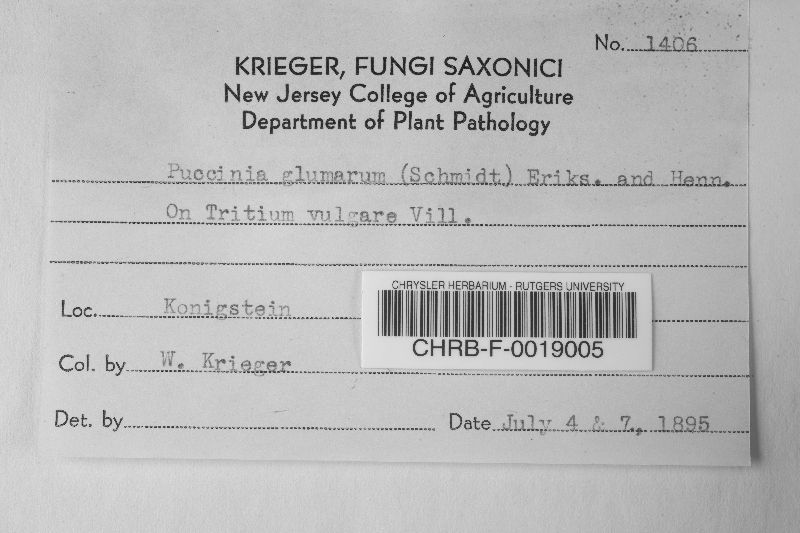 No. 1406
KRIEGER, FUNGI SAXONICI
New Jersey College of Agriculture
Department of Plant Pathology
Puccinia glumarum (Schmidt) Eriks. and Henn.
On Tritium vulgare Vill.
Loc. Konigstein
CHRYSLER HERBARIUM - RUTGERS UNIVERSITY
CHRB-F-0019005
Col. by W. Krieger
Det. by
Date July 4 & 7., 1895